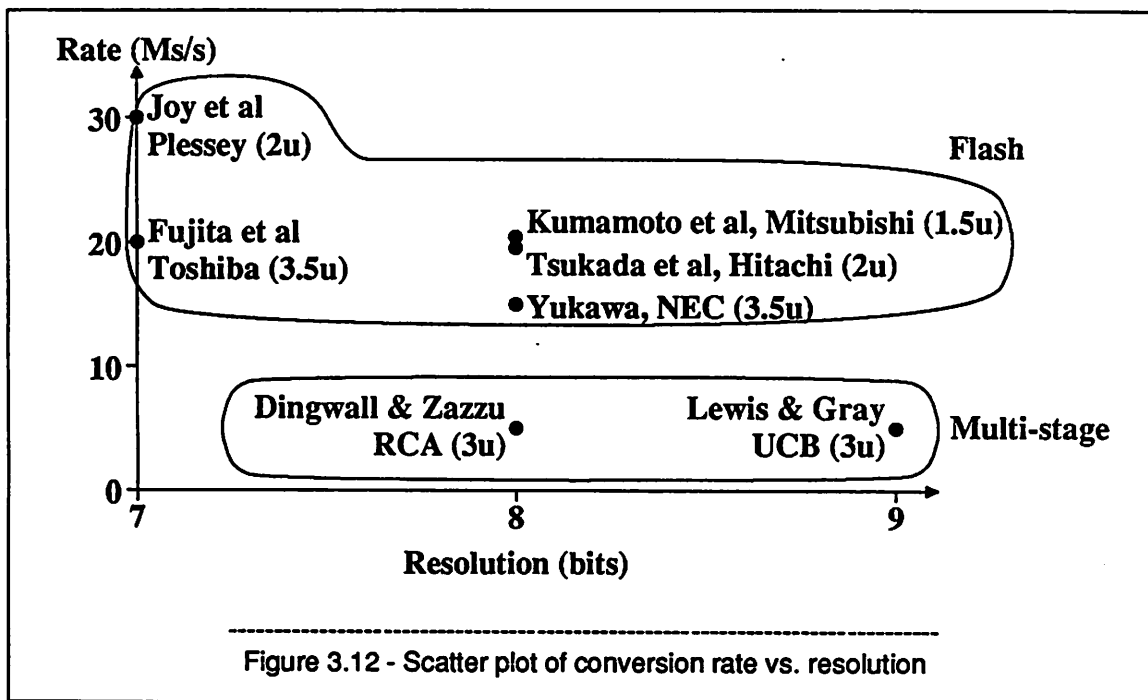 Rate (Ms/s)
30
Joy et al
Plessey (2u)
Flash
20
Fujita et al
Toshiba (3.5u)
Kumamoto et al, Mitsubishi (1.5u)
Tsukada et al, Hitachi (2u)
Yukawa, NEC (3.5u)
10
Dingwall & Zazzu
RCA (3u)
Lewis & Gray
UCB (3u)
Multi-stage
0
7
8
9
Resolution (bits)
Figure 3.12 - Scatter plot of conversion rate vs. resolution